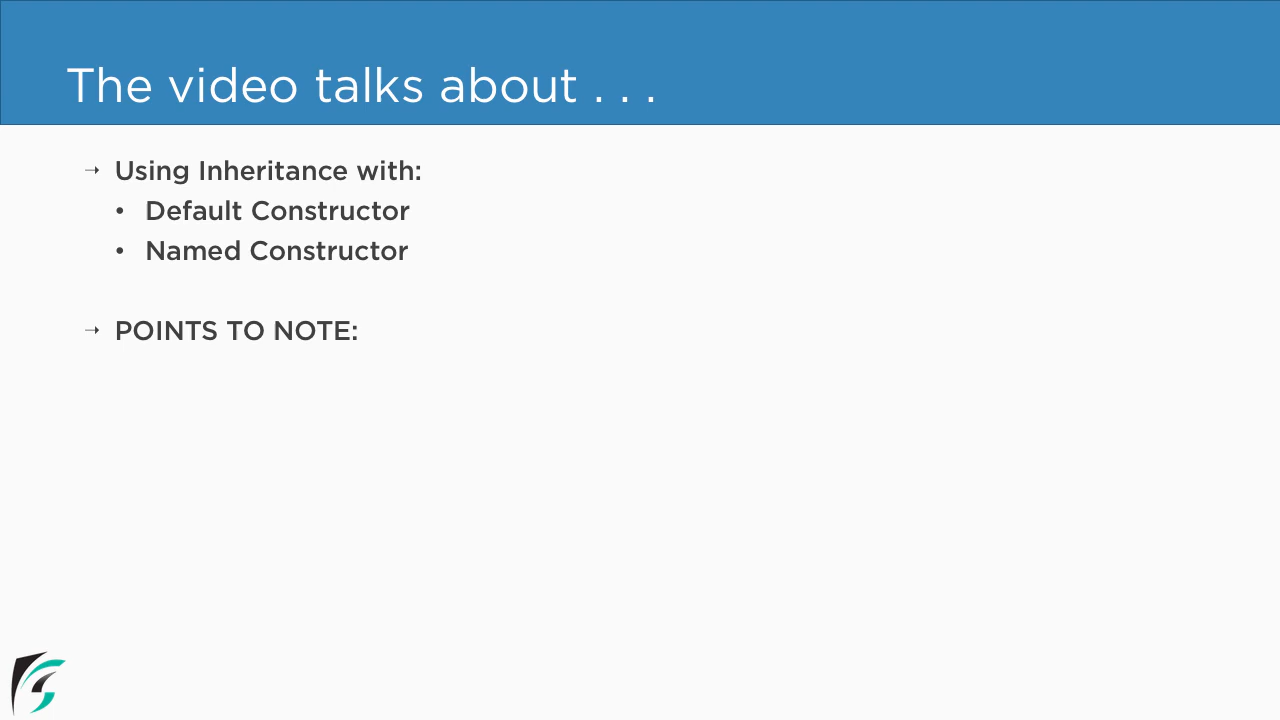 The video talks about . . .
➝ Using Inheritance with:
• Default Constructor
• Named Constructor
➝ POINTS TO NOTE: